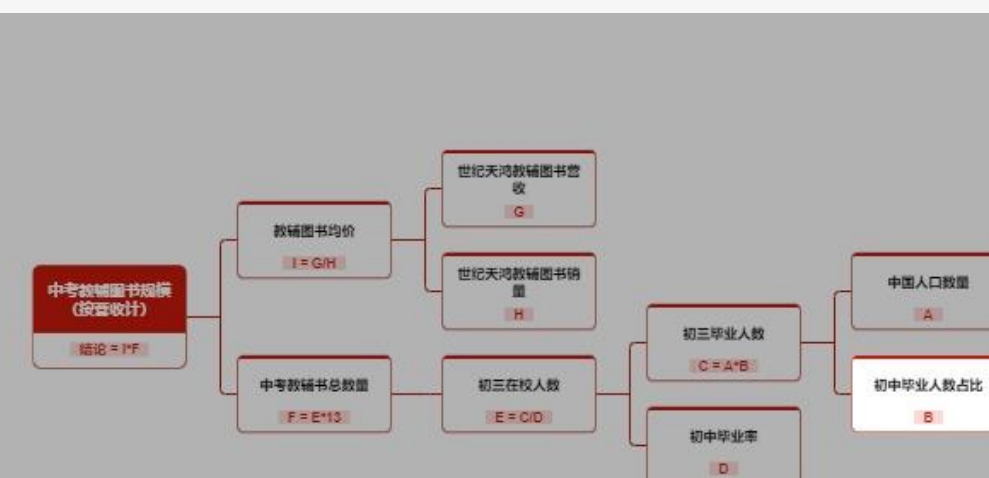 世纪天鸿教辅图书营
收
G
教辅图书均价
I = G/H
世纪天鸿教辅图书销
量
H
中国人口数量
A
中考教辅图书规模
(按营收计)
结论 = I*F
初三毕业人数
C = A*B
中考教辅书总数量
F = E*13
初三在校人数
E = C/D
初中毕业人数占比
B
初中毕业率
D